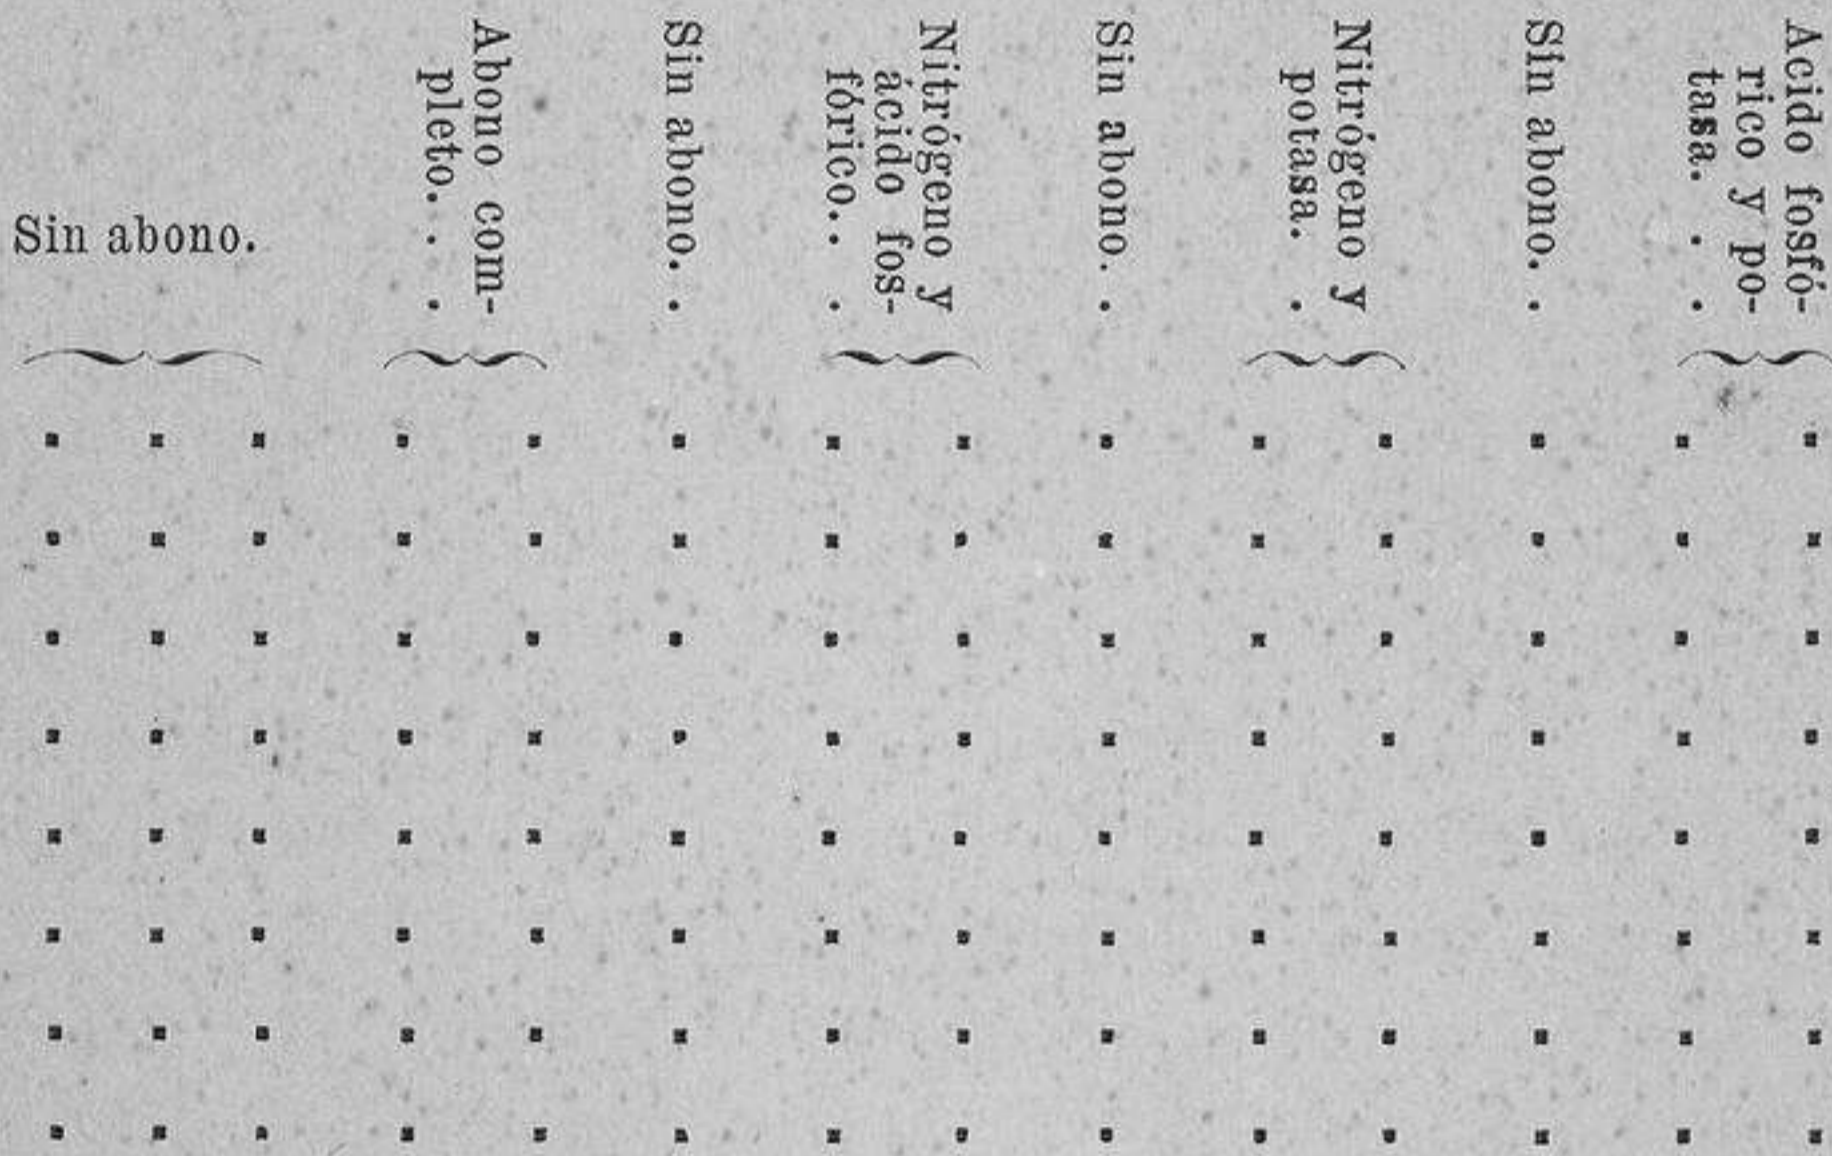 Sin abono.
Abono com-
pleto. . . .
Sin abono. .
Nitrógeno y
ácido fos-
fórico. . .
Sin abono. .
Nitrógeno y
potasa. .
Sin abono. .
Acido fosfó-
rico y po-
tasa. . .